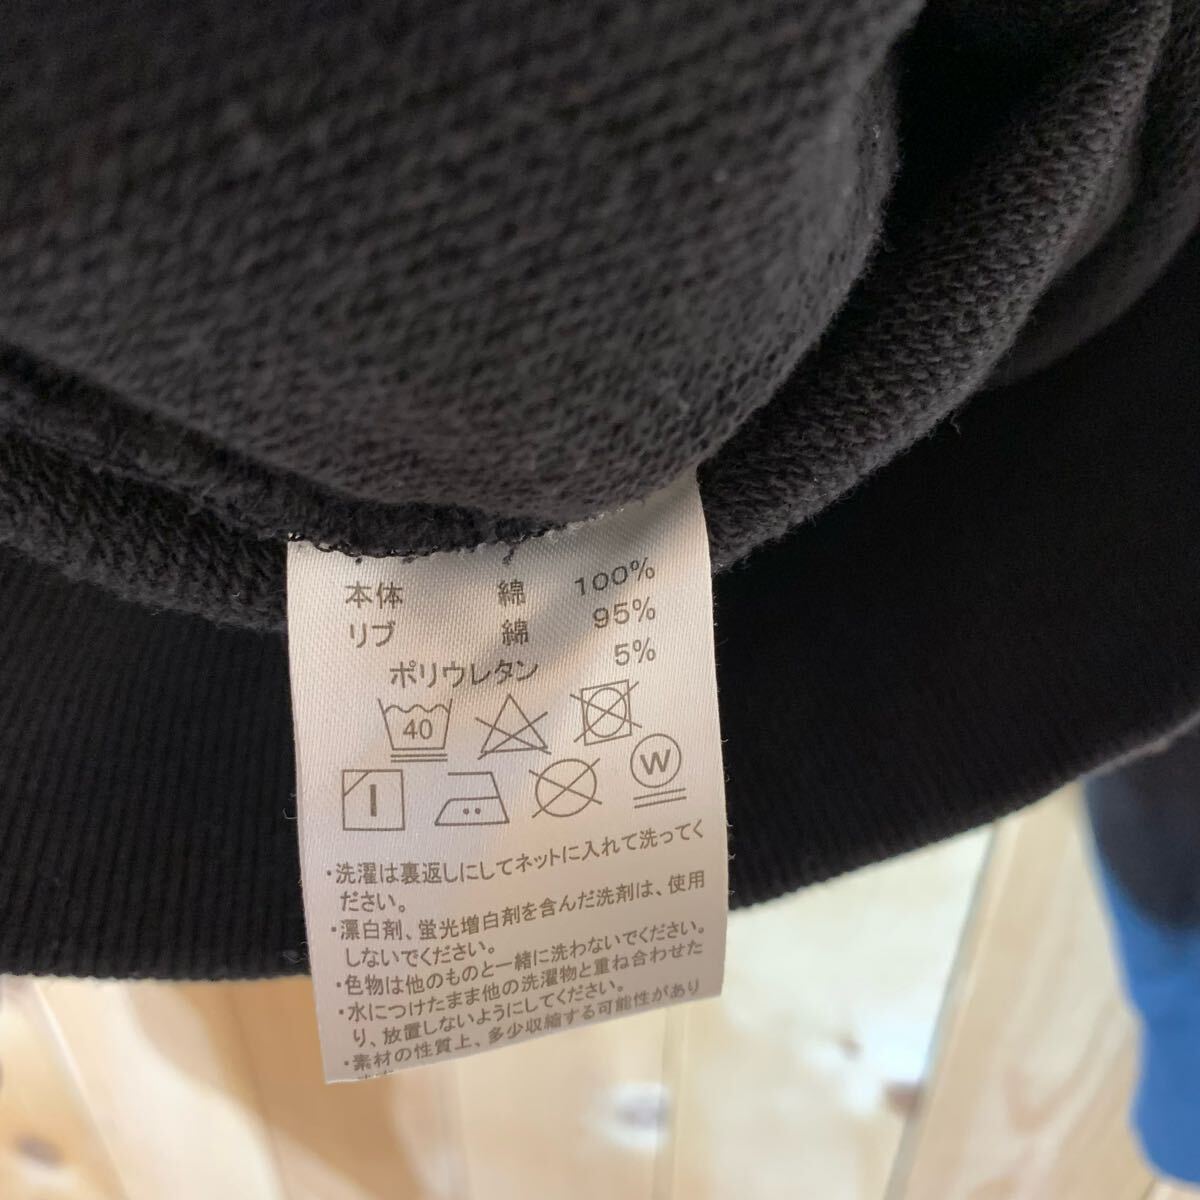 本体 綿 100%
リブ 綿 95%
ポリウレタン 5%
40
W
・洗濯は裏返しにしてネットに入れて洗ってく
ださい。
・漂白剤、蛍光増白剤を含んだ洗剤は、使用
しないでください。
・色物は他のものと一緒に洗わないでください。
・水につけたまま他の洗濯物と重ね合わせた
り、放置しないようにしてください。
・素材の性質上、多少収縮する可能性があり